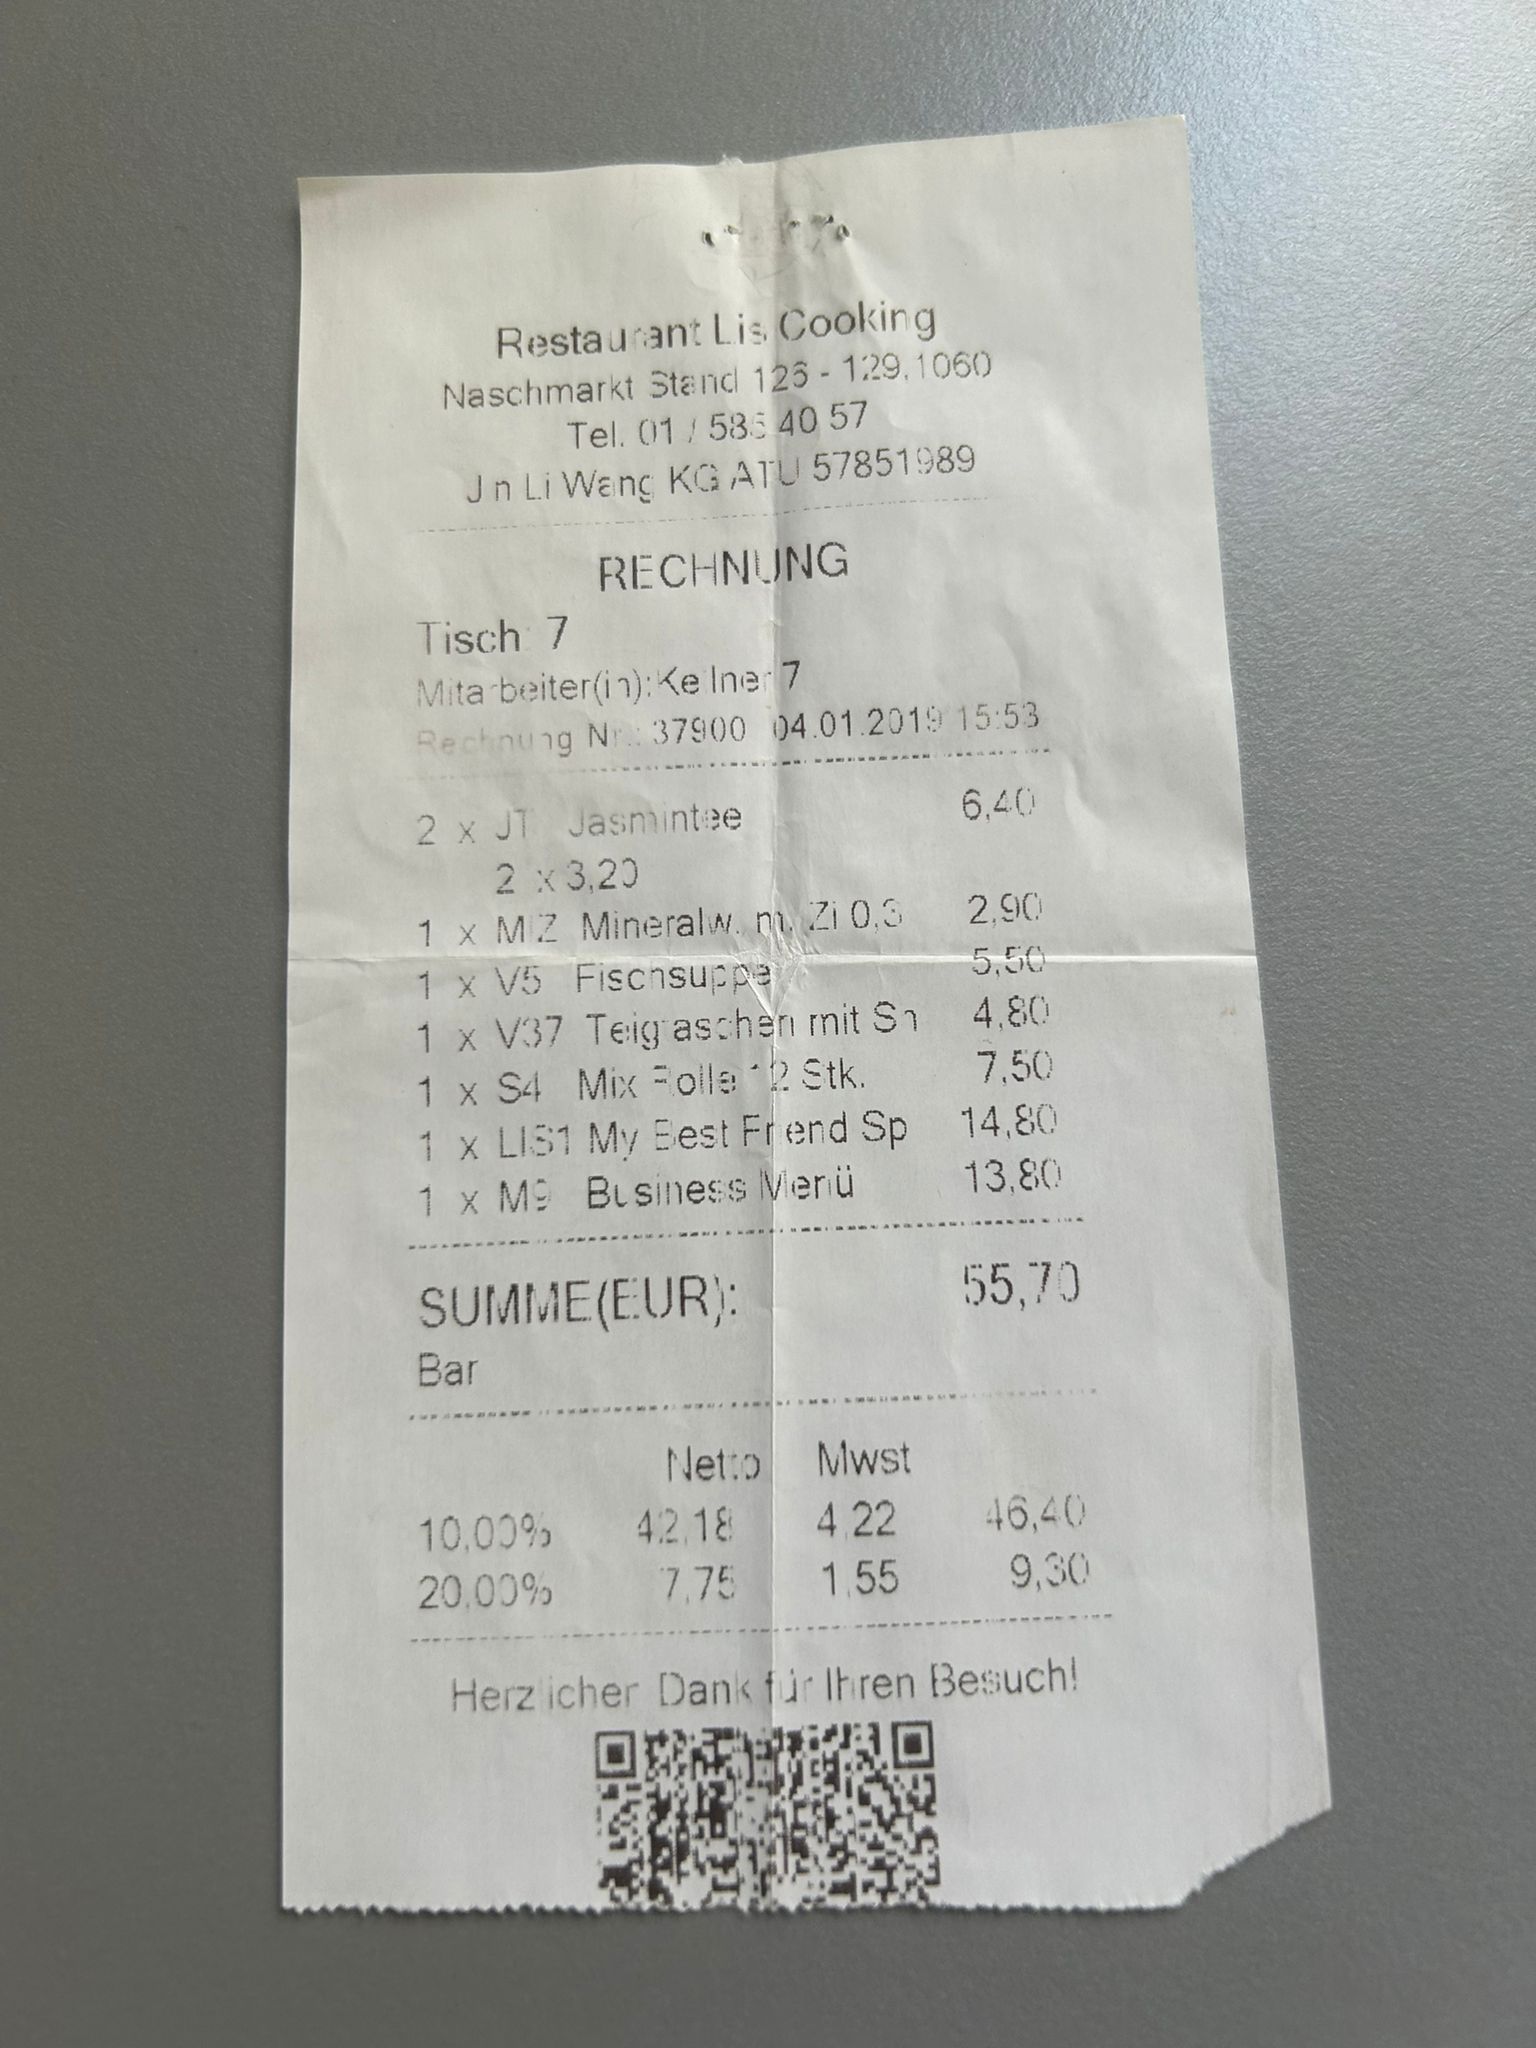 Restaurant Lis Cooking
Naschmarkt Stand 126 - 129,1060
Tel. 01 / 586 40 57
Jin Li Wang KG ATU 57851989
RECHNUNG
Tisch: 7
Mitarbeiter(in):Kellner 7
Rechnung Nr.: 37900 04.01.2019 15:53
2 x JT Jasmintee 6,40
2 x 3,20
1 x MIZ Mineralw. m. Zi 0,3 2,90
1 x V5 Fischsuppe 5,50
1 x V37 Teigtaschen mit Sh 4,80
1 x S4 Mix Rolle 12 Stk. 7,50
1 x LIS1 My Best Friend Sp 14,80
1 x M9 Business Menü 13,80
SUMME(EUR): 55,70
Bar
Netto Mwst
10,00% 42,18 4,22 46,40
20,00% 7,75 1,55 9,30
Herzlichen Dank für Ihren Besuch!